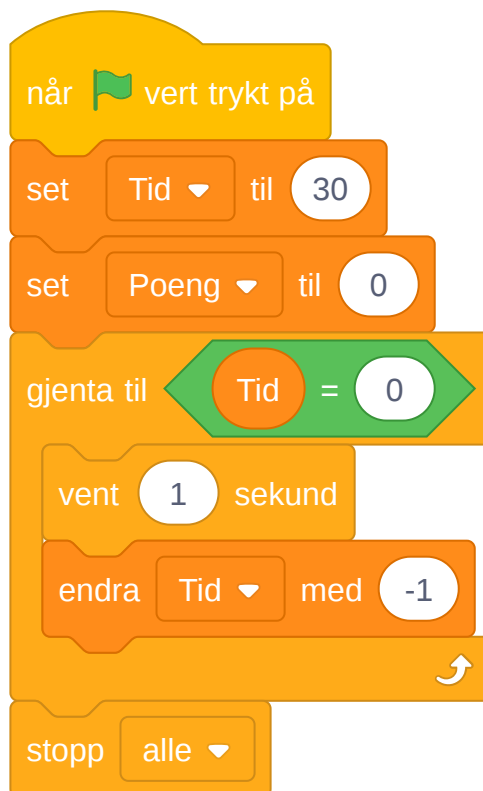 når vert trykt på
set Tid til 30
set Poeng til 0
gjenta til Tid = 0
vent 1 sekund
endra Tid med -1
stopp alle